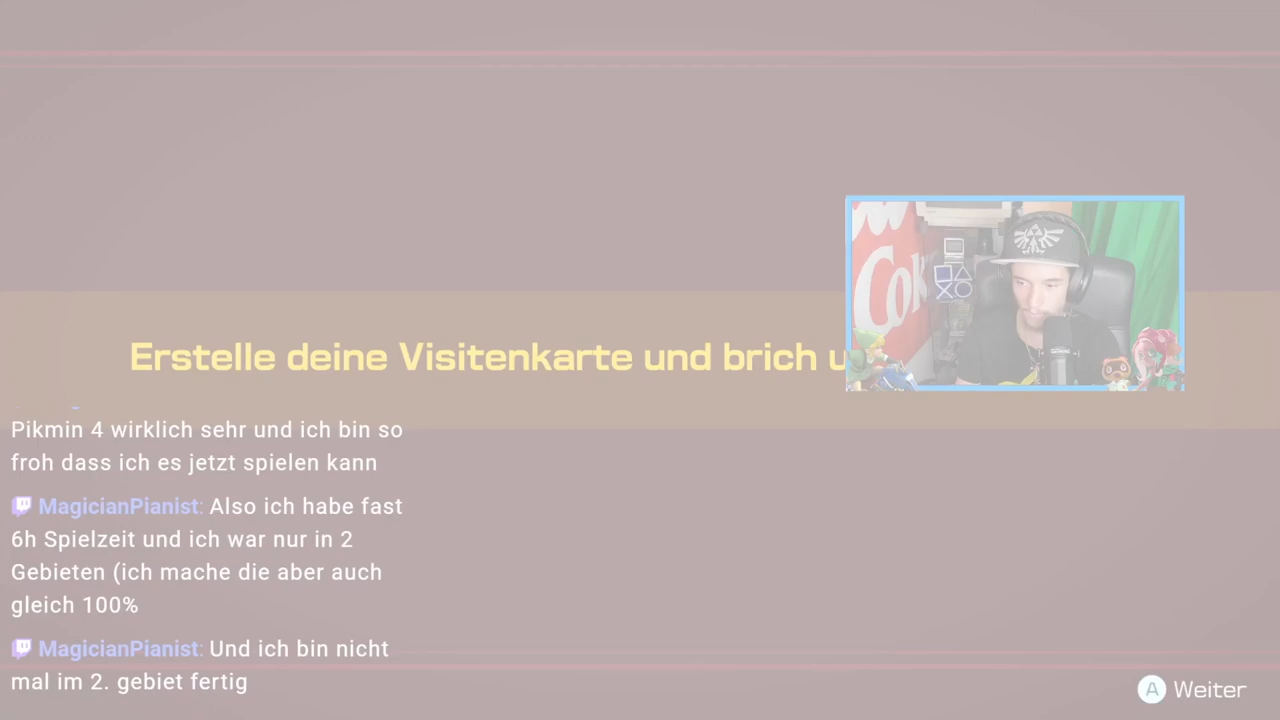 Cok
Erstelle deine Visitenkarte und brich
Pikmin 4 wirklich sehr und ich bin so
froh dass ich es jetzt spielen kann
MagicianPianist: Also ich habe fast
6h Spielzeit und ich war nur in 2
Gebieten (ich mache die aber auch
gleich 100%
MagicianPianist: Und ich bin nicht
mal im 2. gebiet fertig
A Weiter